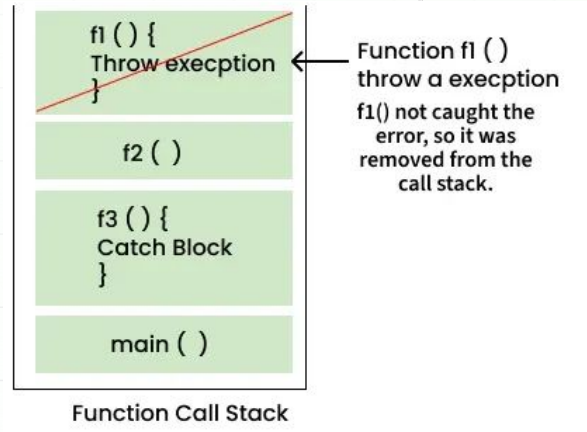 f1 ( ) {
Throw execption
}
Function f1 ( )
throw a execption
f1() not caught the
error, so it was
removed from the
call stack.
f2 ( )
f3 ( ) {
Catch Block
}
main ( )
Function Call Stack